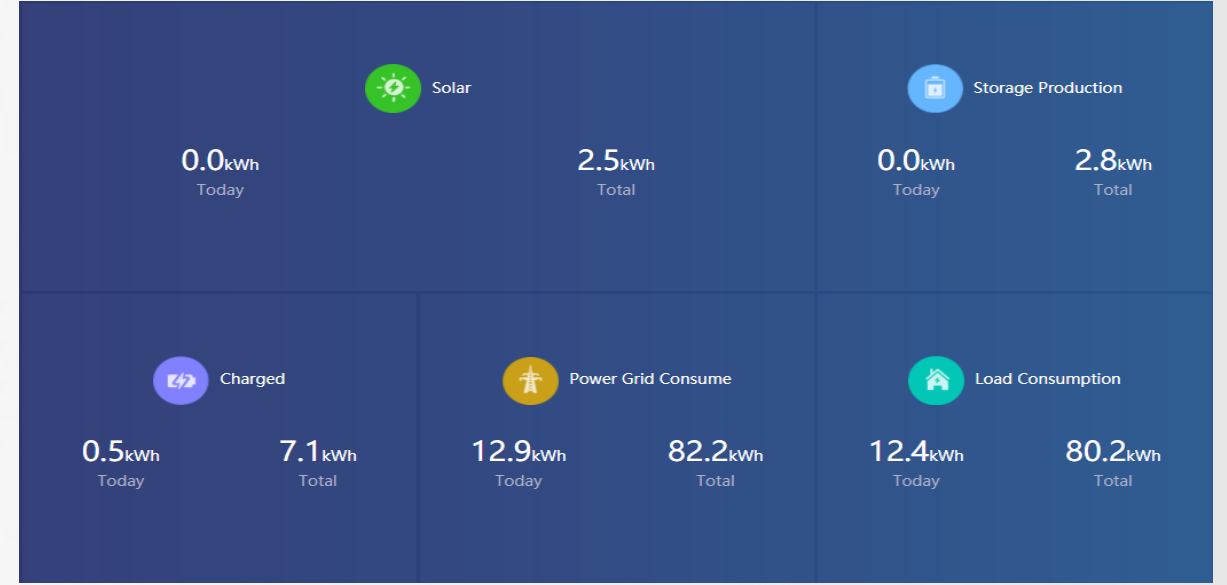 Solar
0.0kWh
Today
2.5kWh
Total
Storage Production
0.0kWh
Today
2.8kWh
Total
Charged
0.5kWh
Today
7.1kWh
Total
Power Grid Consume
12.9kWh
Today
82.2kWh
Total
Load Consumption
12.4kWh
Today
80.2kWh
Total